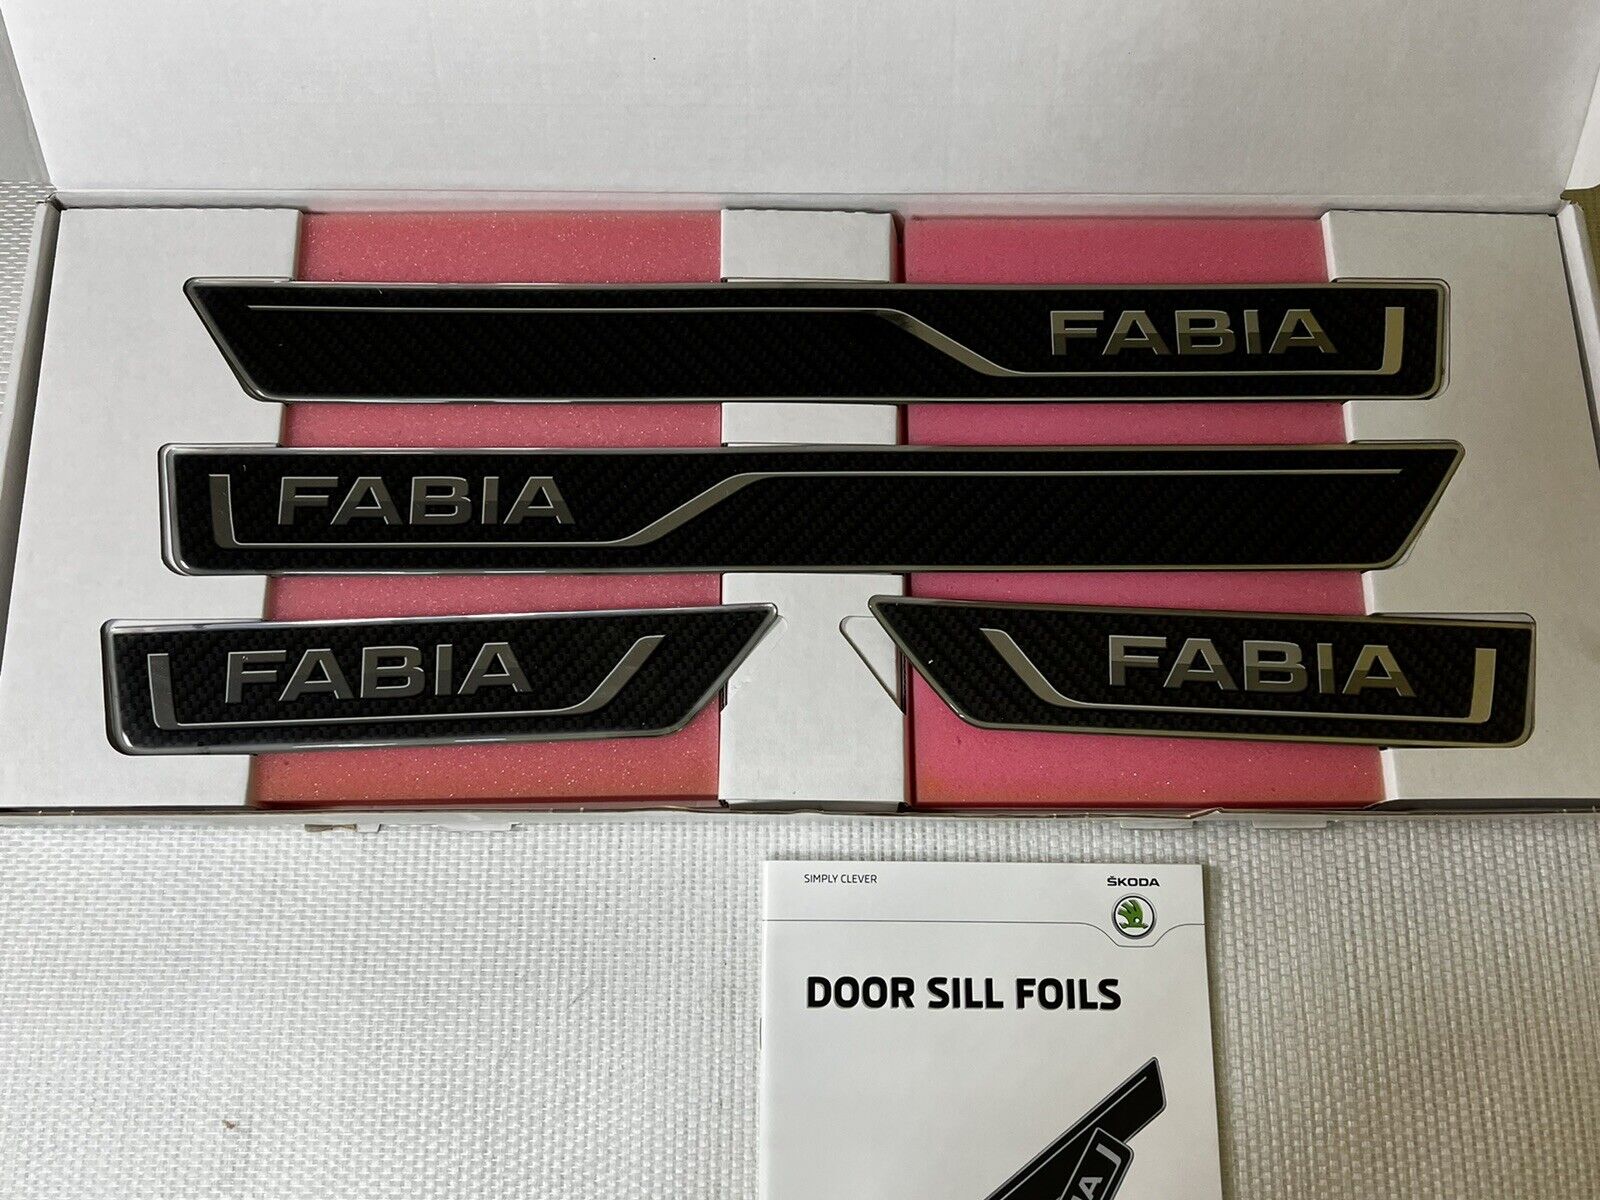 FABIA
FABIA
FABIA FABIA
SIMPLY CLEVER
ŠKODA
DOOR SILL FOILS